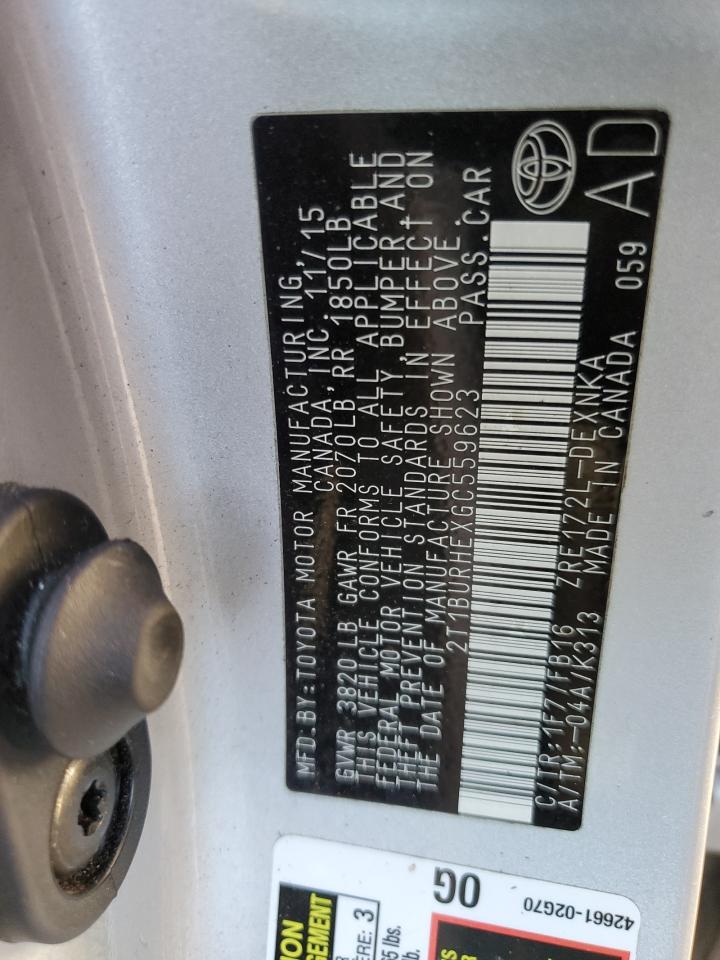 MFD.BY:TOYOTA MOTOR MANUFACTURING,
CANADA, INC. 11/15
GVWR 3820LB GAWR FR 2070LB, RR 1850LB
THIS VEHICLE CONFORMS TO ALL APPLICABLE
FEDERAL MOTOR VEHICLE SAFETY, BUMPER AND
THEFT PREVENTION STANDARDS IN EFFECT ON
THE DATE OF MANUFACTURE SHOWN ABOVE.
2T1BURHEXGC559623 PASS.CAR
C/TR:1F7/FB16 ZRE172L-DEXNKA 059
A/TM:-04A/K313 MADE IN CANADA AD
0G
42661-02G70
3
lbs.
lb.